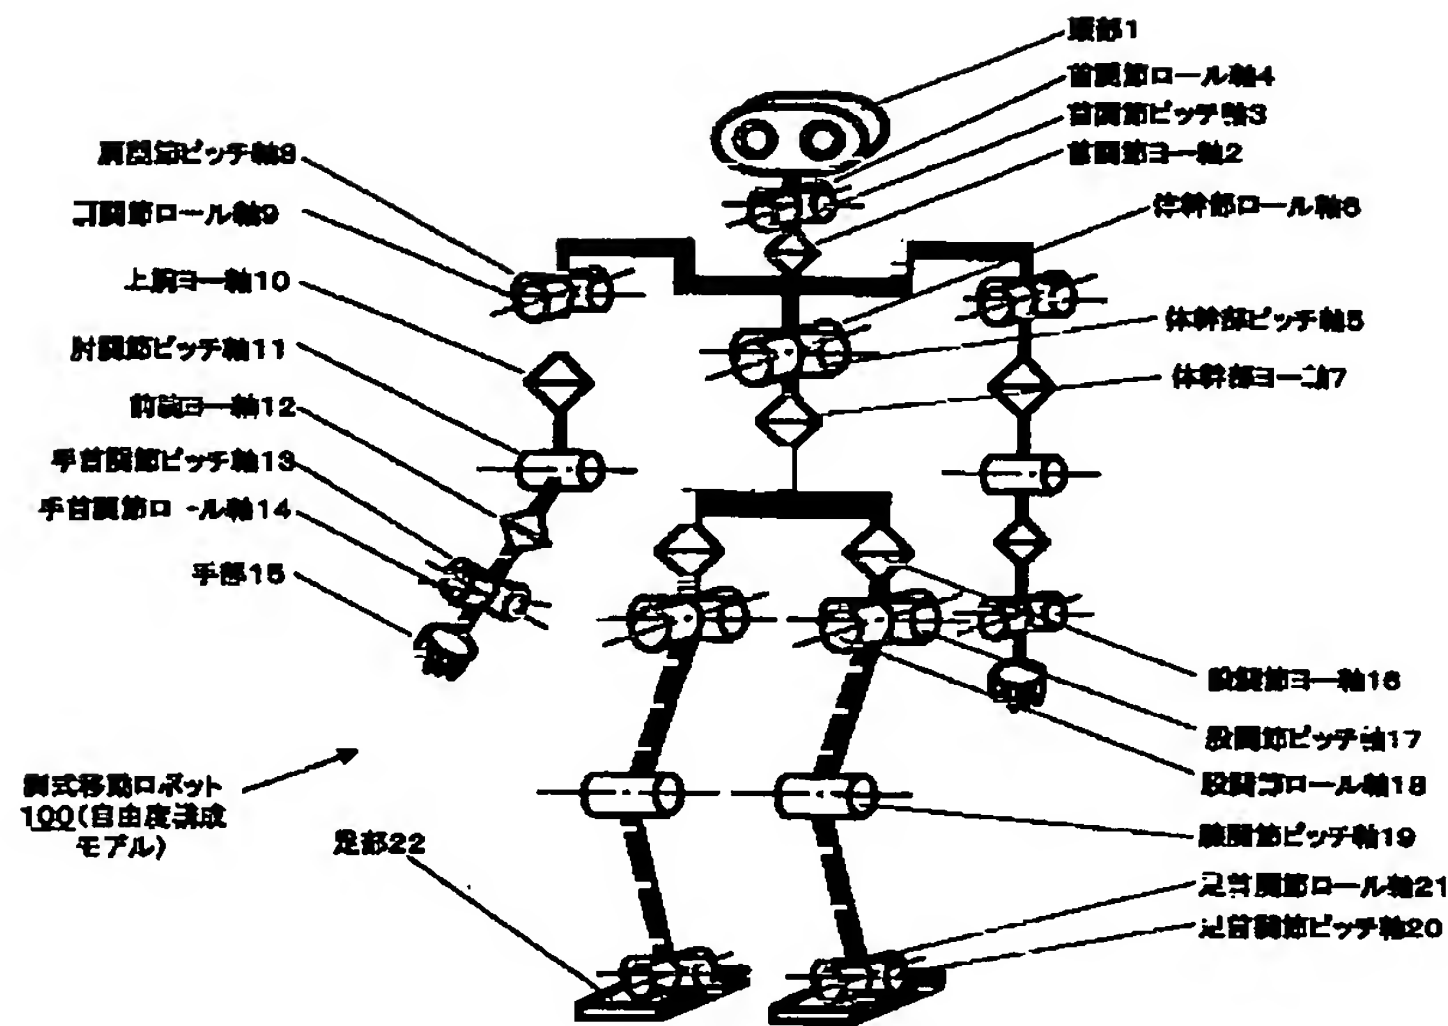 頭部1
首関節ロール軸4
首関節ピッチ軸3
首関節ヨー軸2
肩関節ピッチ軸8
肩関節ロール軸9
体幹部ロール軸6
上腕ヨー軸10
体幹部ピッチ軸5
肘関節ピッチ軸11
体幹部ヨー軸7
前腕ヨー軸12
手首関節ピッチ軸13
手首関節ロール軸14
手部15
股関節ヨー軸16
股関節ピッチ軸17
股関節ロール軸18
脚式移動ロボット
100(自由度構成
モデル)
足部22
膝関節ピッチ軸19
足首関節ロール軸21
足首関節ピッチ軸20